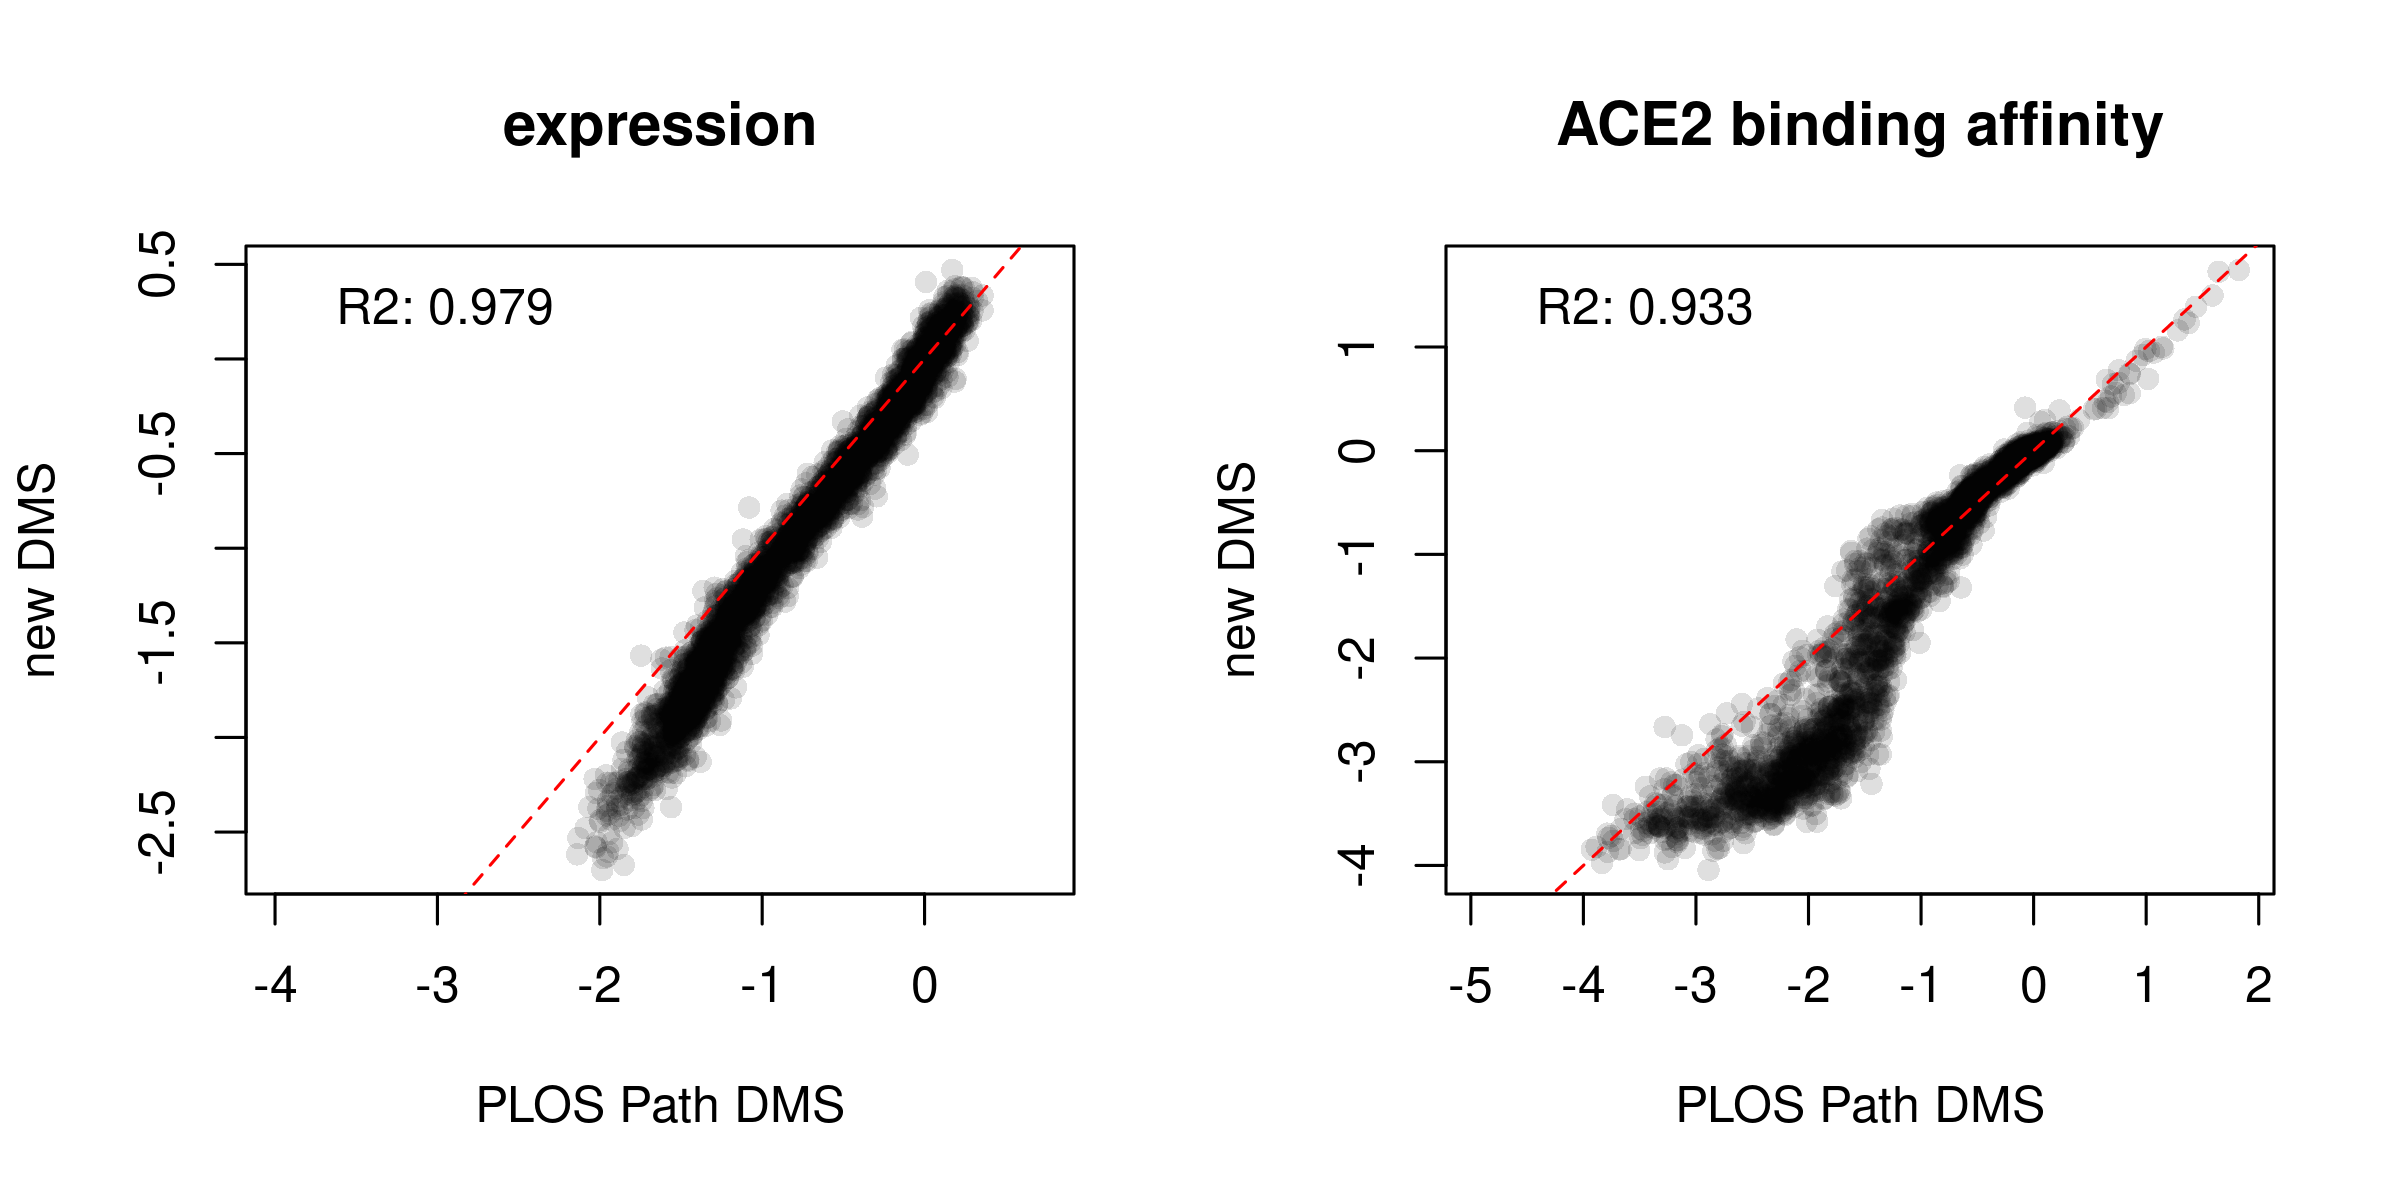 expression
R2: 0.979
new DMS
0.5
-0.5
-1.5
-2.5
-4 -3 -2 -1 0
PLOS Path DMS
ACE2 binding affinity
R2: 0.933
new DMS
1
0
-1
-2
-3
-4
-5 -4 -3 -2 -1 0 1 2
PLOS Path DMS